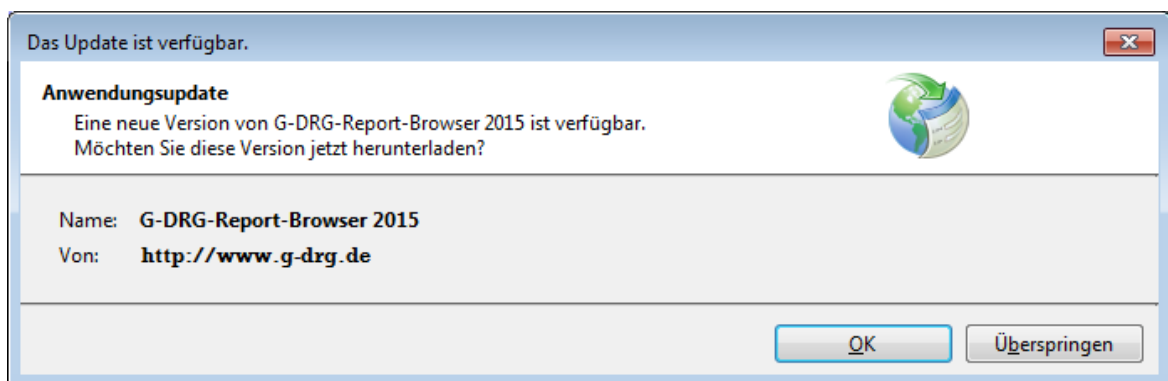 Das Update ist verfügbar.
Anwendungsupdate
Eine neue Version von G-DRG-Report-Browser 2015 ist verfügbar.
Möchten Sie diese Version jetzt herunterladen?
Name: G-DRG-Report-Browser 2015
Von: http://www.g-drg.de
OK Überspringen